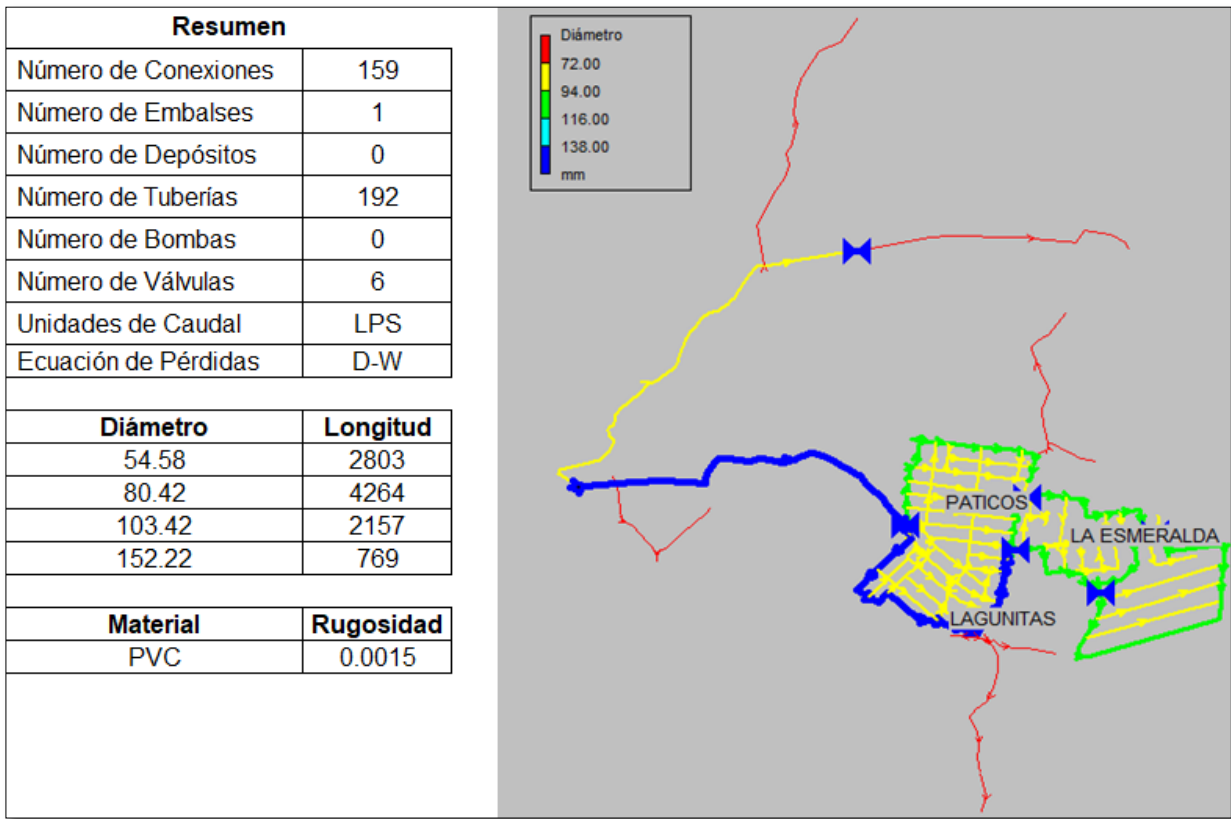 Resumen
Número de Conexiones 159
Número de Embalses 1
Número de Depósitos 0
Número de Tuberías 192
Número de Bombas 0
Número de Válvulas 6
Unidades de Caudal LPS
Ecuación de Pérdidas D-W
Diámetro Longitud
54.58 2803
80.42 4264
103.42 2157
152.22 769
Material Rugosidad
PVC 0.0015
Diámetro
72.00
94.00
116.00
138.00
mm
PATICOS
LA ESMERALDA
LAGUNITAS